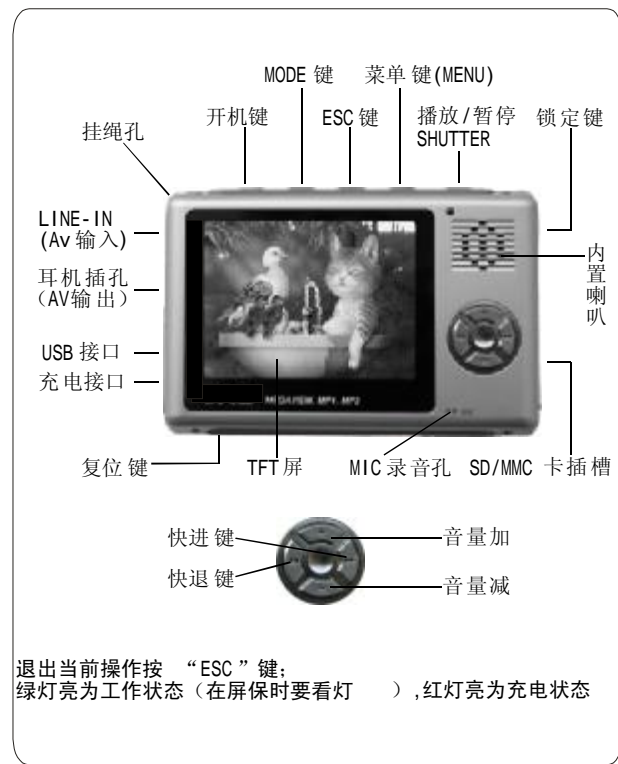 MODE 键
菜单键(MENU)
挂绳孔
开机键
ESC 键
播放/暂停
SHUTTER
锁定键
LINE-IN
(Av 输入)
耳机插孔
(AV输出)
内置喇叭
USB 接口
充电接口
复位键
TFT屏
MIC 录音孔
SD/MMC 卡插槽
快进键
音量加
快退键
音量减
退出当前操作按 “ESC”键;
绿灯亮为工作状态(在屏保时要看灯 ),红灯亮为充电状态